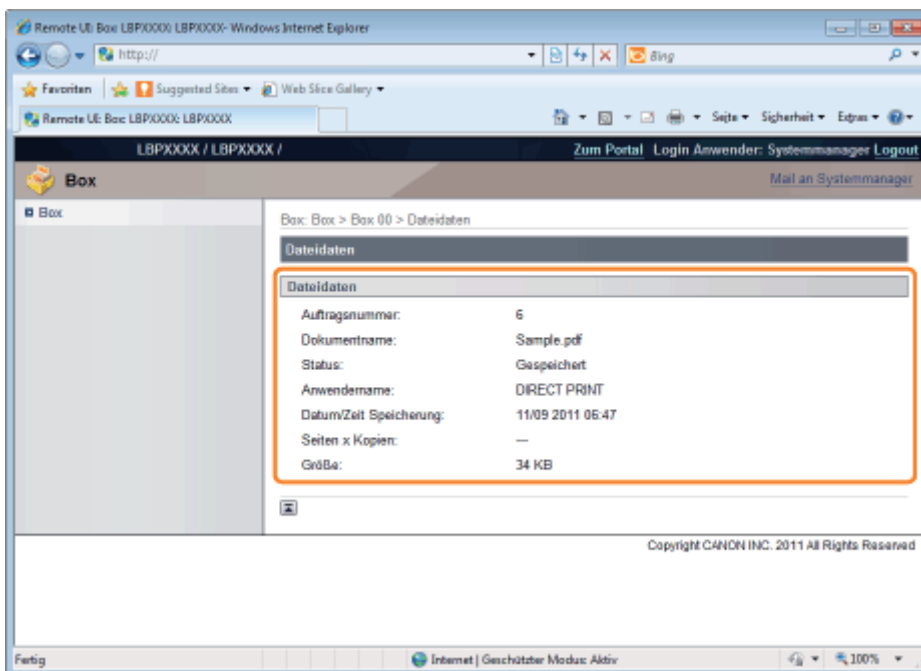 Remote UI: Box: LBPXXXX: LBPXXXX- Windows Internet Explorer
http://
Bing
Favoriten Suggested Sites Web Slice Gallery
Remote UI: Box: LBPXXXX: LBPXXXX
Seite Sicherheit Extras
LBPXXXX / LBPXXXX /
Zum Portal Login Anwender: Systemmanager Logout
Box
Mail an Systemmanager
Box
Box: Box > Box 00 > Dateidaten
Dateidaten
Dateidaten
Auftragsnummer: 6
Dokumentname: Sample.pdf
Status: Gespeichert
Anwendername: DIRECT PRINT
Datum/Zeit Speicherung: 11/09 2011 06:47
Seiten x Kopien: ---
Größe: 34 KB
Copyright CANON INC. 2011 All Rights Reserved
Fertig
Internet | Geschützter Modus: Aktiv
100%